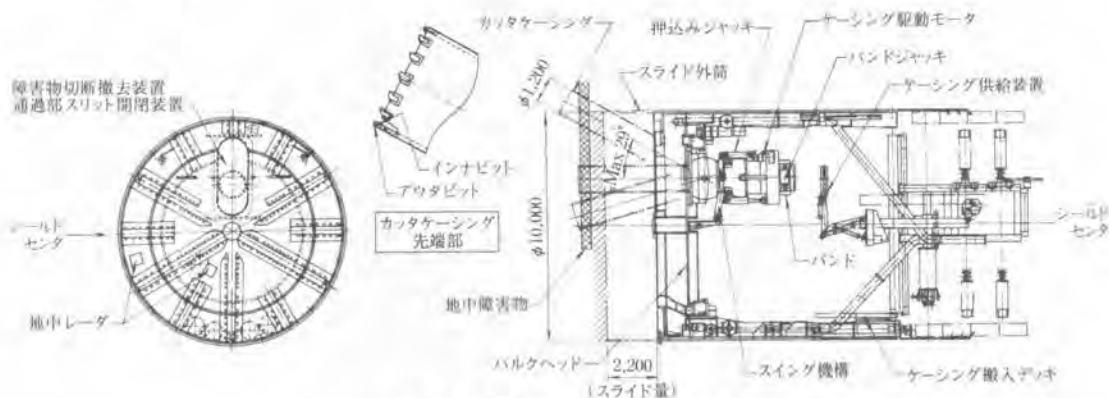 障害物切断撤去装置
通過部スリット開閉装置
シールド
センタ
地中レーダ
インナビット
アウタビット
カッタケーシング
先端部
カッタケーシング
押込みジャッキ
ケーシング駆動モータ
バンドジャッキ
スライド外筒
ケーシング供給装置
φ1,200
Max 29°
φ10,000
シールド
センタ
バンド
地中障害物
バルクヘッド
2,200
(スライド量)
スイング機構
ケーシング搬入デッキ